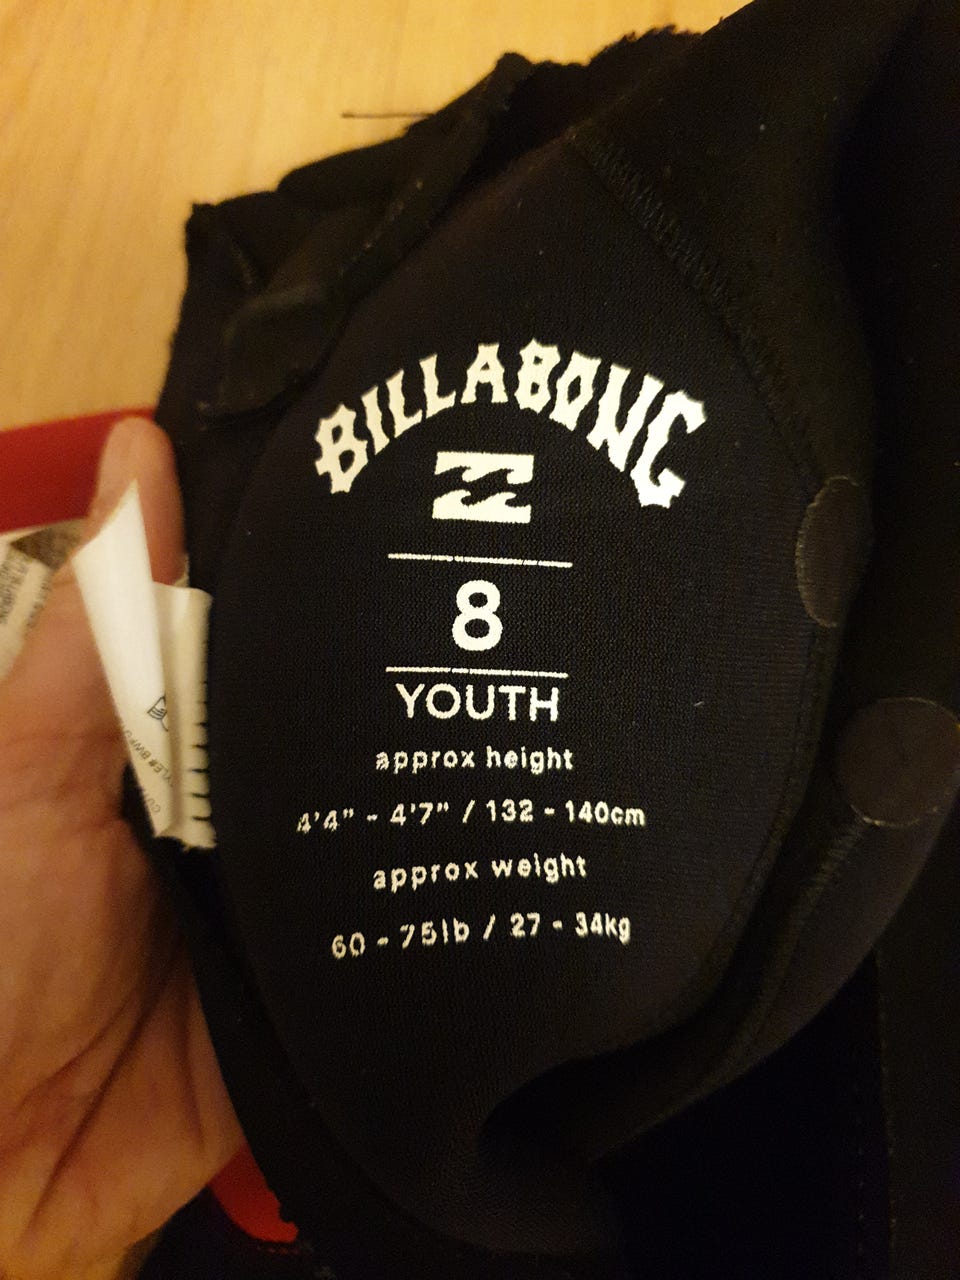 BILLABONG
8
YOUTH
approx height
4'4" - 4'7" / 132 - 140cm
approx weight
60 - 75lb / 27 - 34kg